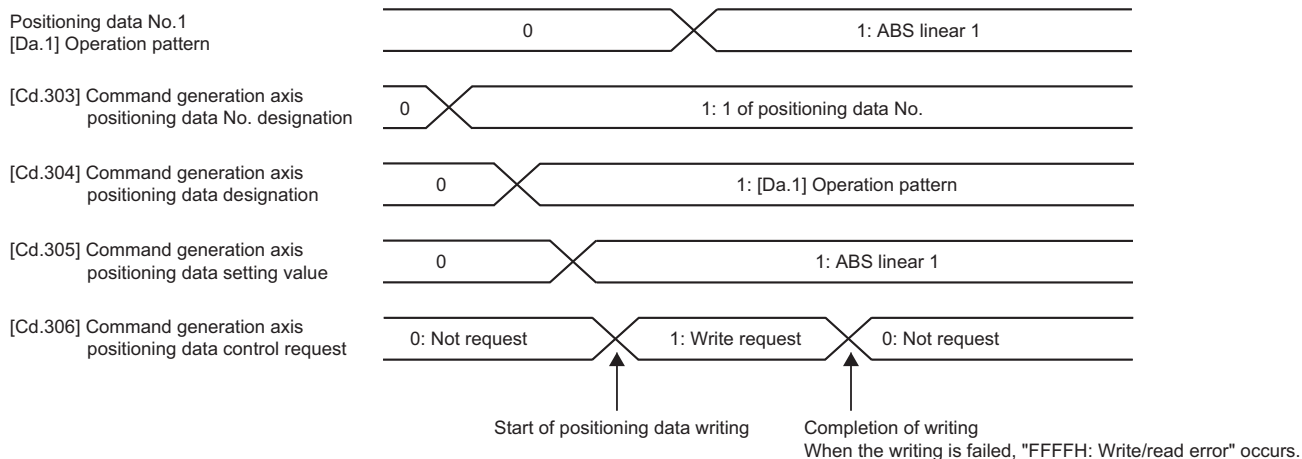 Positioning data No.1
[Da.1] Operation pattern
0
1: ABS linear 1
[Cd.303] Command generation axis
positioning data No. designation
0
1: 1 of positioning data No.
[Cd.304] Command generation axis
positioning data designation
0
1: [Da.1] Operation pattern
[Cd.305] Command generation axis
positioning data setting value
0
1: ABS linear 1
[Cd.306] Command generation axis
positioning data control request
0: Not request
1: Write request
0: Not request
Start of positioning data writing
Completion of writing
When the writing is failed, "FFFFH: Write/read error" occurs.